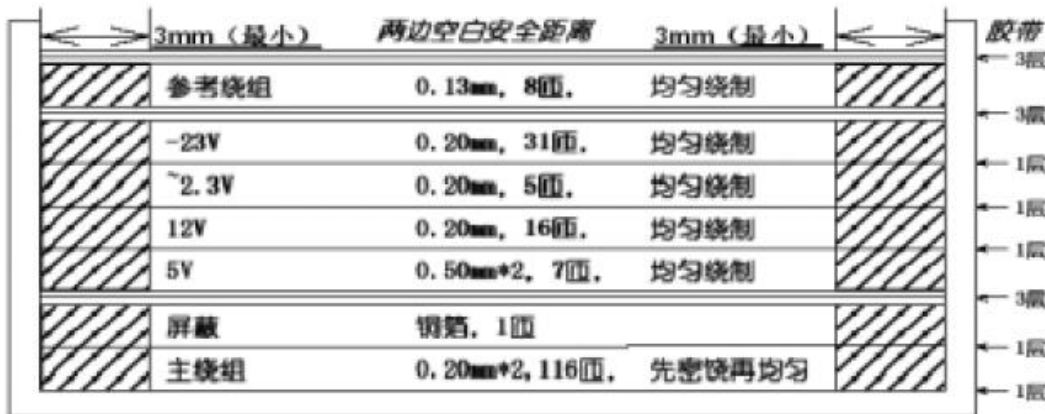 3mm（最小） 两边空白安全距离 3mm（最小） 胶带
3层
参考绕组 0.13mm, 8匝, 均匀绕制
3层
-23V 0.20mm, 31匝, 均匀绕制
1层
~2.3V 0.20mm, 5匝, 均匀绕制
1层
12V 0.20mm, 16匝, 均匀绕制
1层
5V 0.50mm*2, 7匝, 均匀绕制
3层
屏蔽 铜箔, 1匝
1层
主绕组 0.20mm*2, 116匝, 先密饶再均匀
1层